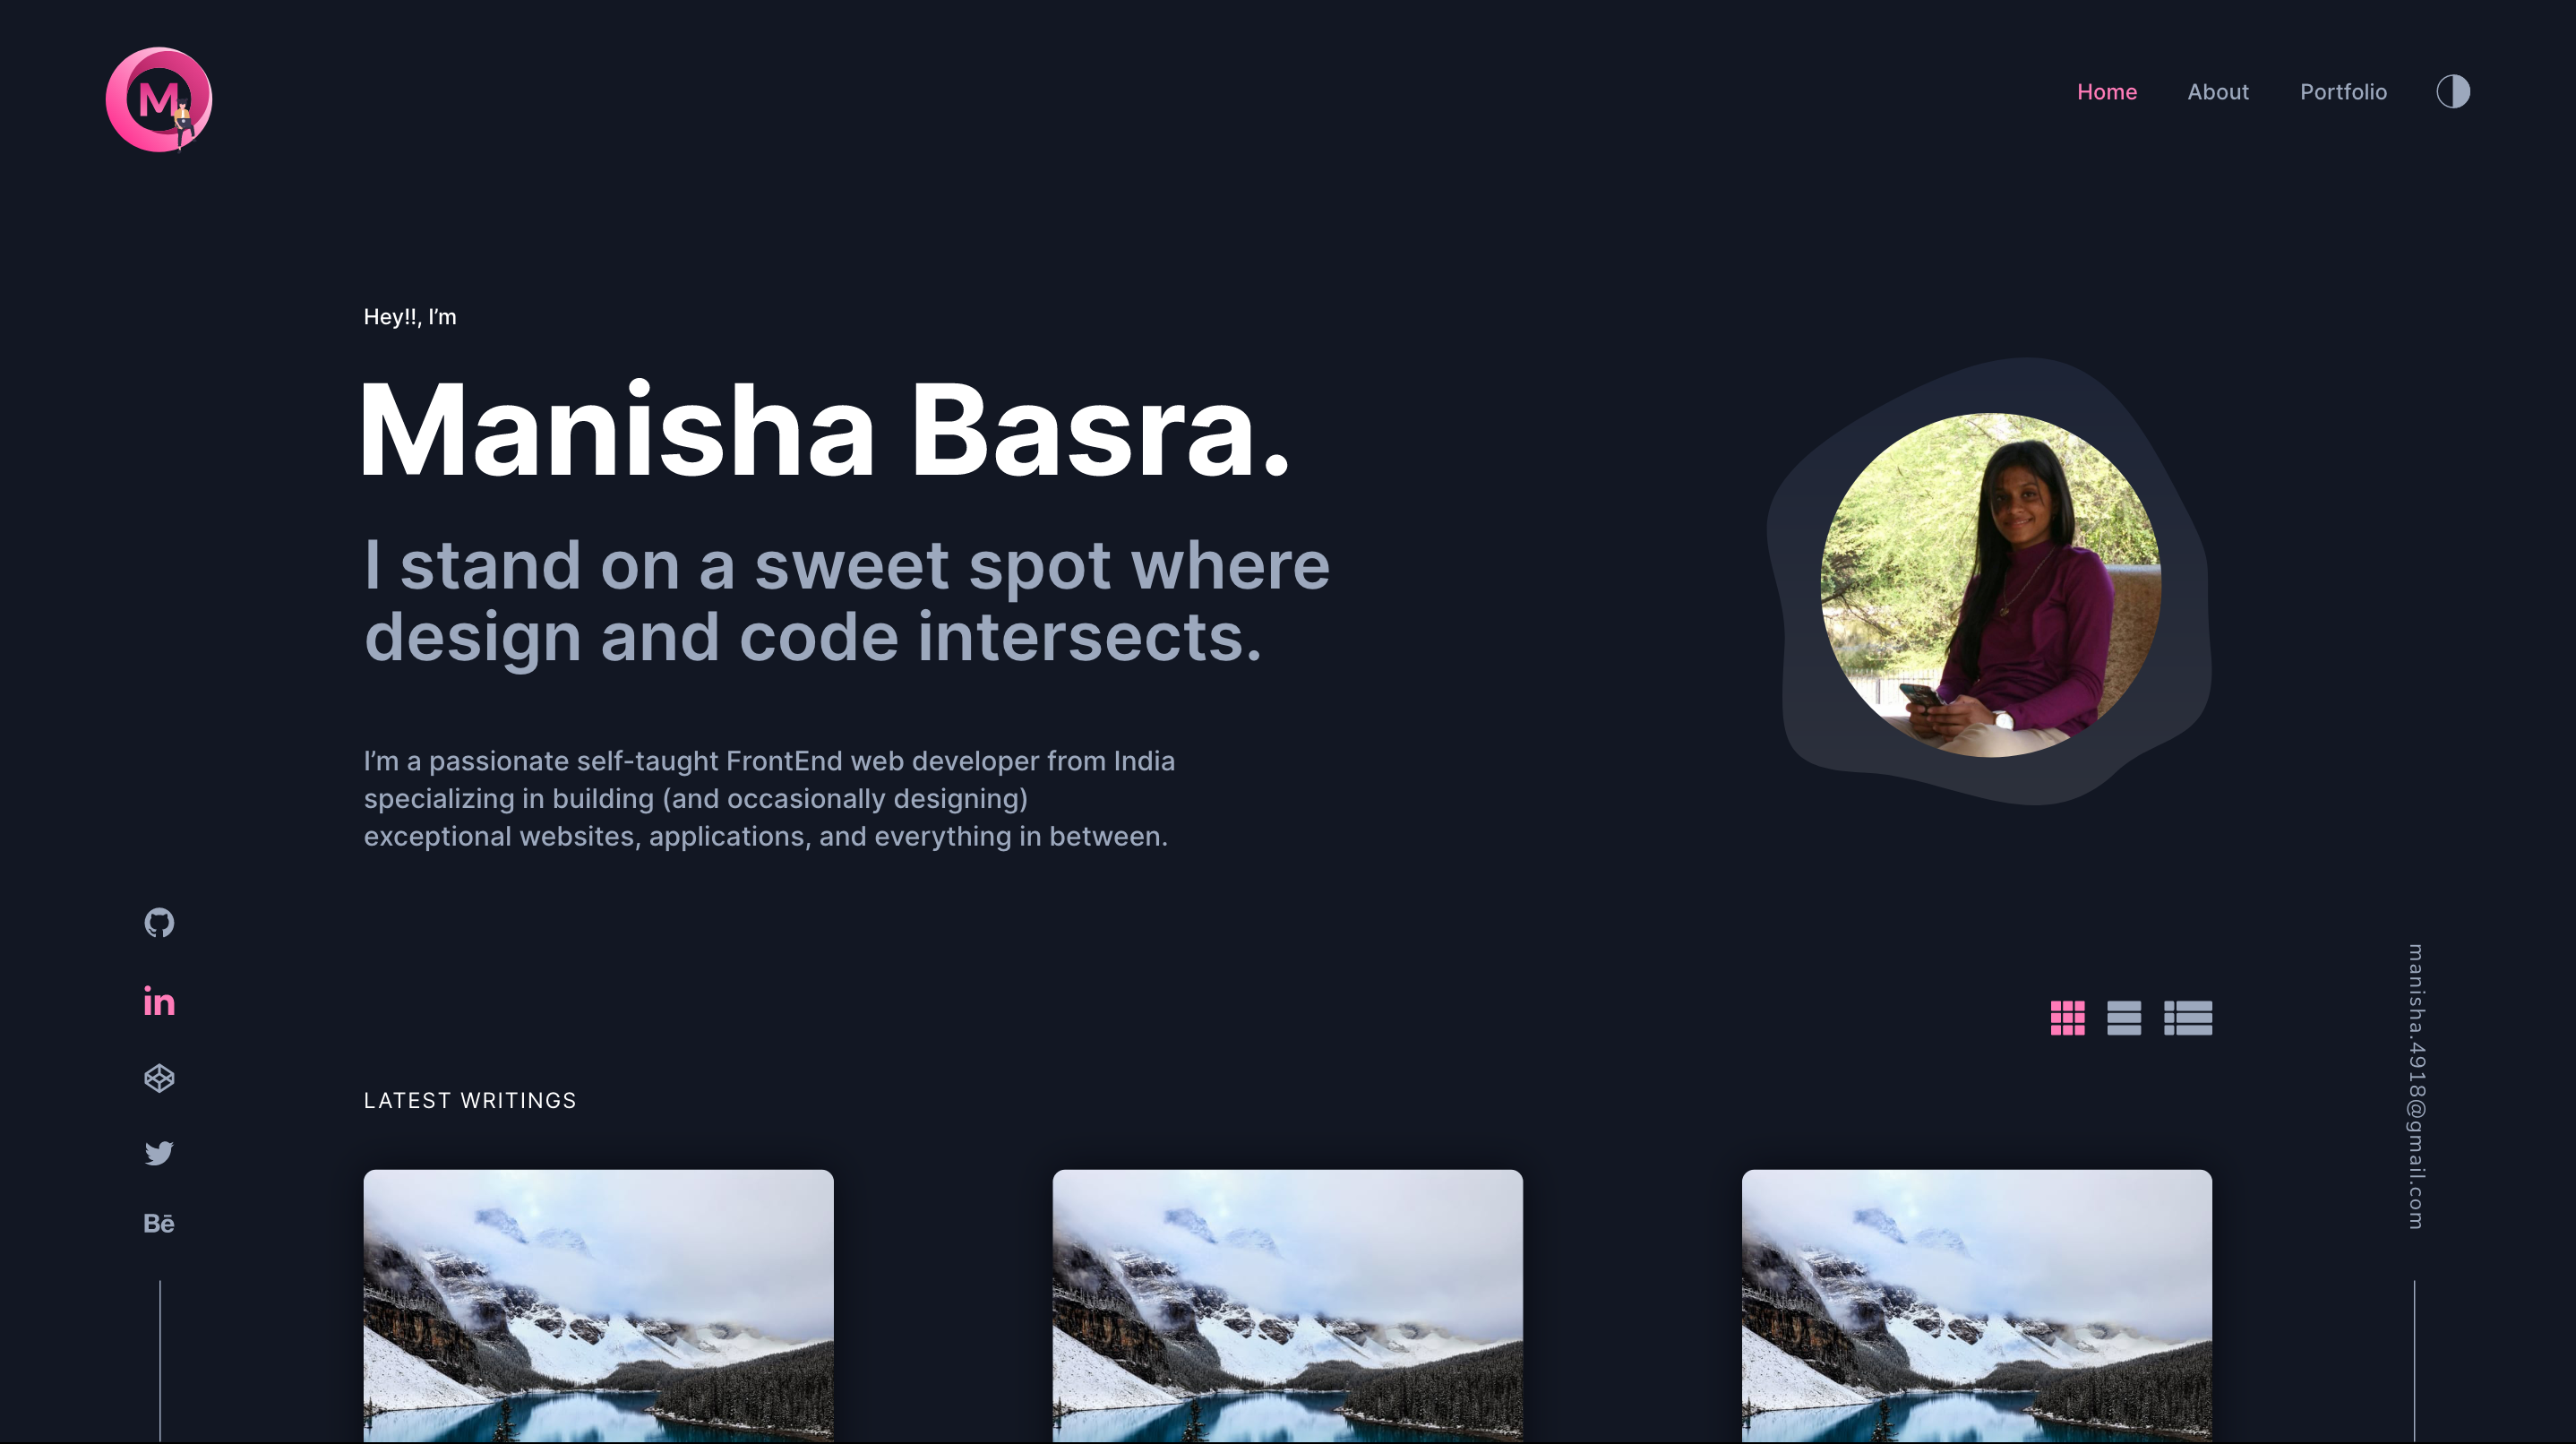 M
Home About Portfolio
Hey!!, I’m
Manisha Basra.
I stand on a sweet spot where
design and code intersects.
I’m a passionate self-taught FrontEnd web developer from India
specializing in building (and occasionally designing)
exceptional websites, applications, and everything in between.
in
Bē
manisha.4918@gmail.com
LATEST WRITINGS